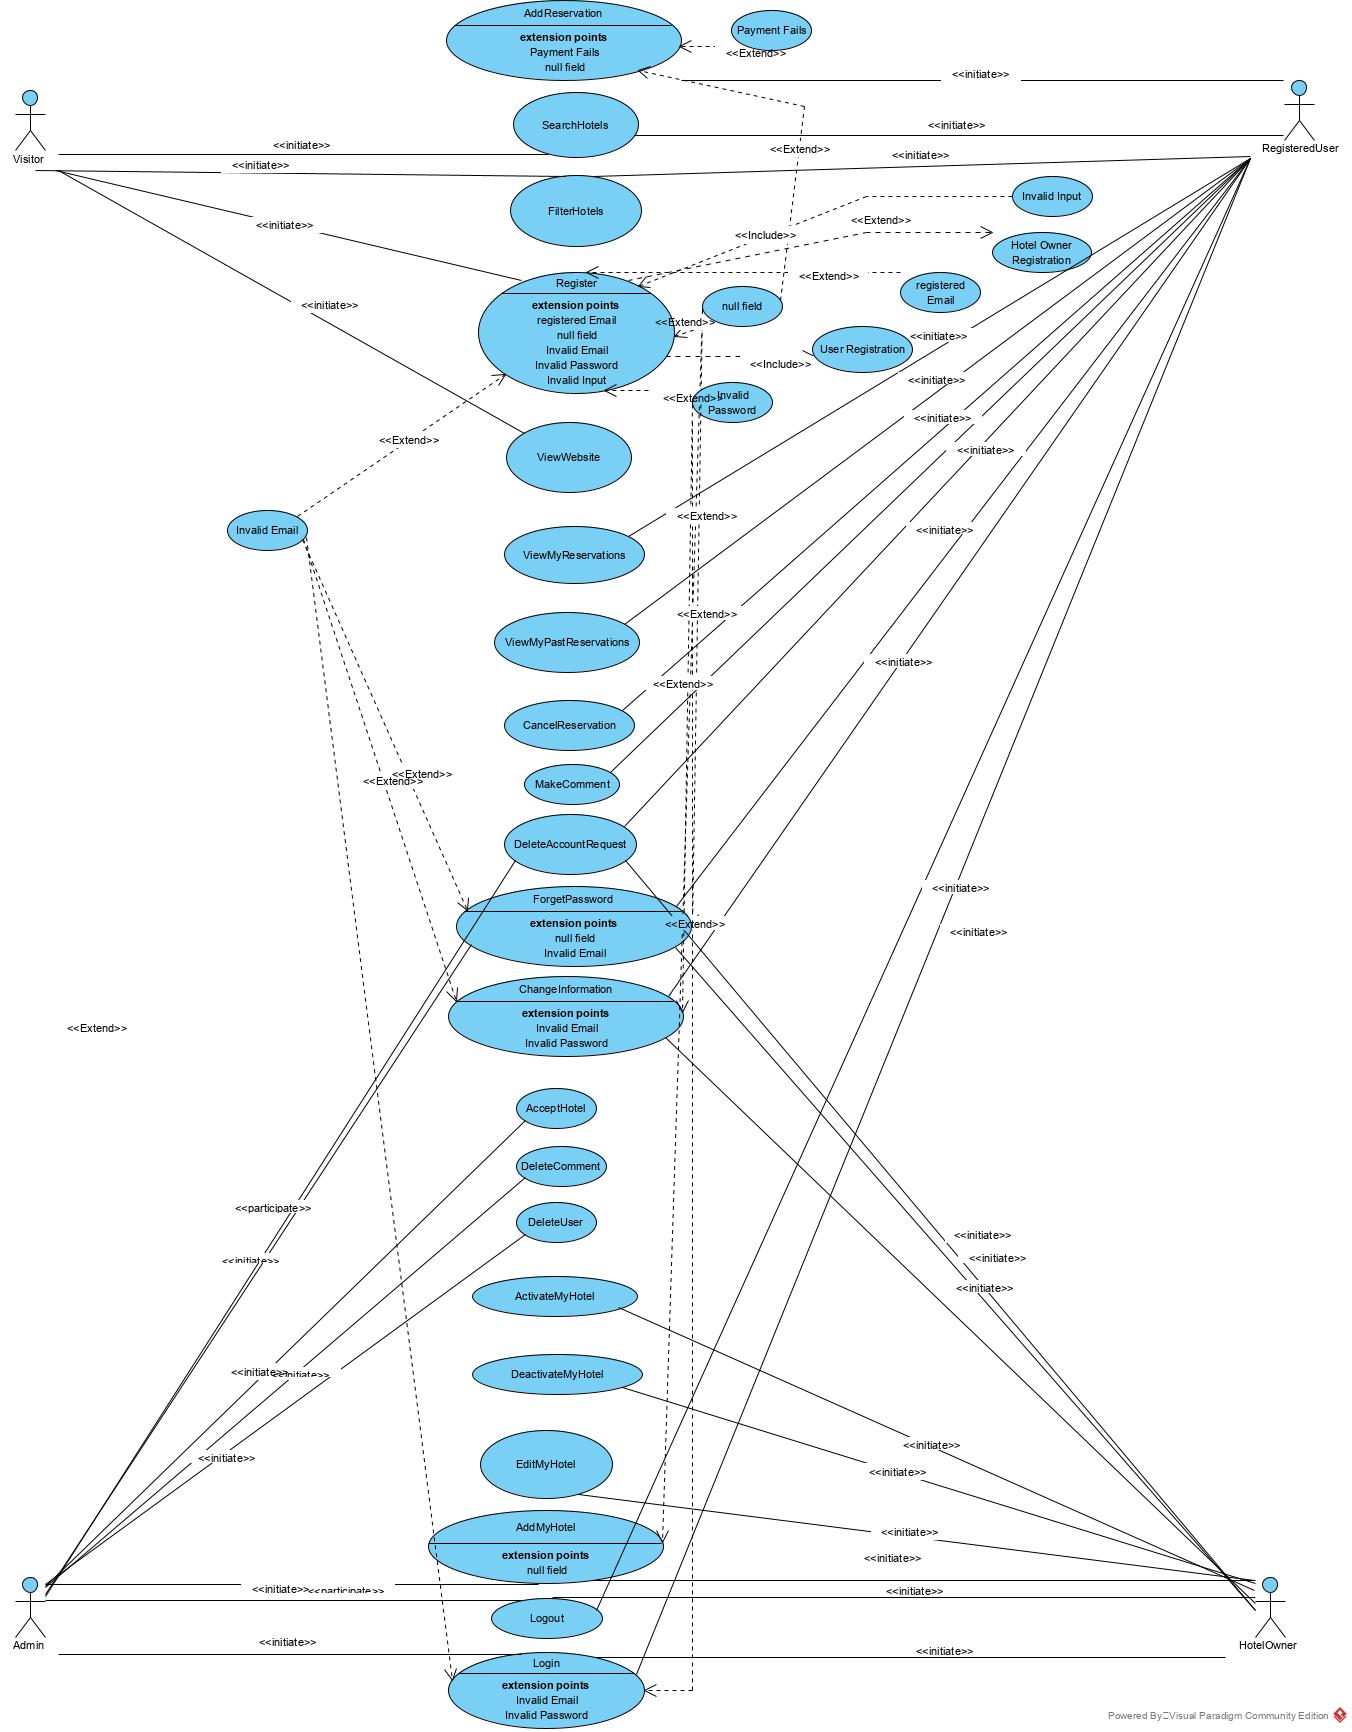 AddReservation
extension points
Payment Fails
null field
Payment Fails
<<Extend>>
<<initiate>>
SearchHotels
<<initiate>>
Visitor
RegisteredUser
<<initiate>>
<<Extend>>
<<initiate>>
<<initiate>>
FilterHotels
Invalid Input
<<initiate>>
<<Extend>>
<<Include>>
Hotel Owner
Registration
<<Extend>>
Register
extension points
registered Email
null field
Invalid Email
Invalid Password
Invalid Input
registered
Email
null field
<<initiate>>
<<Extend>>
<<initiate>>
User Registration
<<Include>>
<<initiate>>
<<Extend>>
Invalid
Password
<<initiate>>
<<Extend>>
ViewWebsite
<<initiate>>
<<Extend>>
Invalid Email
<<initiate>>
ViewMyReservations
<<Extend>>
ViewMyPastReservations
<<initiate>>
<<Extend>>
CancelReservation
<<Extend>>
<<Extend>>
MakeComment
DeleteAccountRequest
<<initiate>>
ForgetPassword
extension points
null field
Invalid Email
<<Extend>>
<<initiate>>
ChangeInformation
extension points
Invalid Email
Invalid Password
<<Extend>>
AcceptHotel
DeleteComment
<<participate>>
DeleteUser
<<initiate>>
<<initiate>>
<<initiate>>
<<initiate>>
ActivateMyHotel
<<initiate>>
<<initiate>>
DeactivateMyHotel
<<initiate>>
<<initiate>>
<<initiate>>
EditMyHotel
<<initiate>>
AddMyHotel
extension points
null field
<<initiate>>
<<initiate>>
<<participate>>
<<initiate>>
Logout
Admin
HotelOwner
<<initiate>>
<<initiate>>
Login
extension points
Invalid Email
Invalid Password
Powered By Visual Paradigm Community Edition